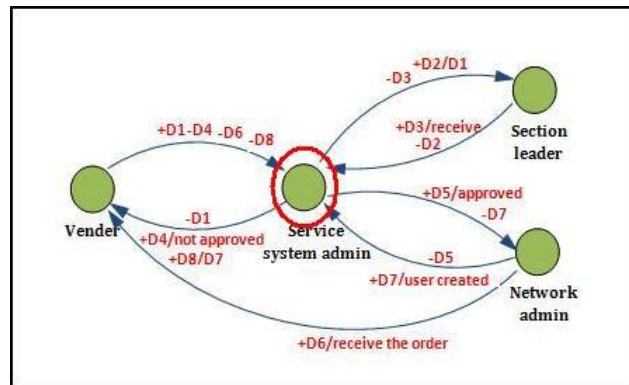 +D2/D1
-D3
+D1-D4 -D6 -D8
+D3/receive
-D2
Section
leader
+D5/approved
-D7
-D1
Vender
+D4/not approved
+D8/D7
Service
system admin
-D5
+D7/user created
Network
admin
+D6/receive the order